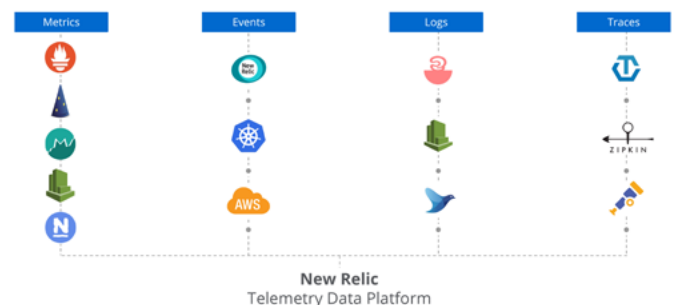 Metrics
Events
Logs
Traces
New
Relic
AWS
ZIPKIN
New Relic
Telemetry Data Platform